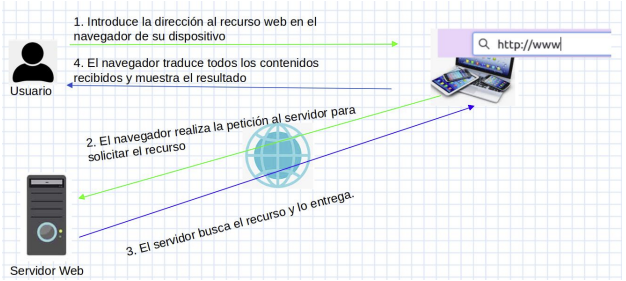 1. Introduce la dirección al recurso web en el
navegador de su dispositivo
http://www
4. El navegador traduce todos los contenidos
recibidos y muestra el resultado
Usuario
2. El navegador realiza la petición al servidor para
solicitar el recurso
3. El servidor busca el recurso y lo entrega.
Servidor Web